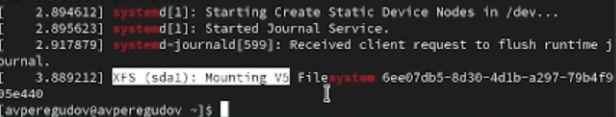 [    2.894612] systemd[1]: Starting Create Static Device Nodes in /dev...
[    2.895623] systemd[1]: Started Journal Service.
[    2.917879] systemd-journald[599]: Received client request to flush runtime j
ournal.
[    3.889212] XFS (sda1): Mounting V5 Filesystem 6ee07db5-8d30-4d1b-a297-79b4f9
05e440
[avperegudov@avperegudov ~]$